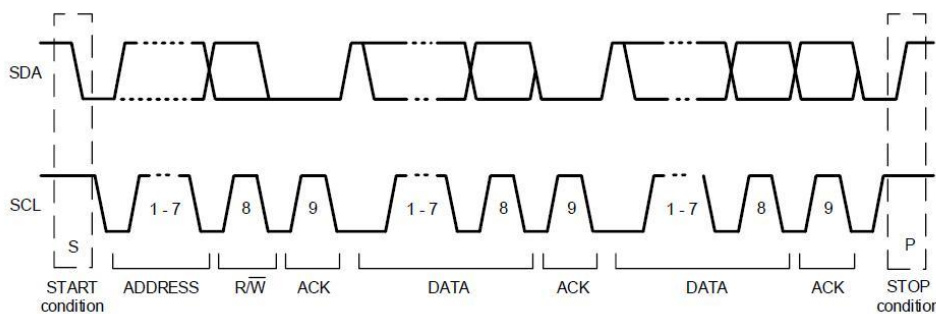 SDA
SCL
1 - 7 8 9 1 - 7 8 9 1 - 7 8 9
S P
START ADDRESS R/W̅ ACK DATA ACK DATA ACK STOP
condition condition